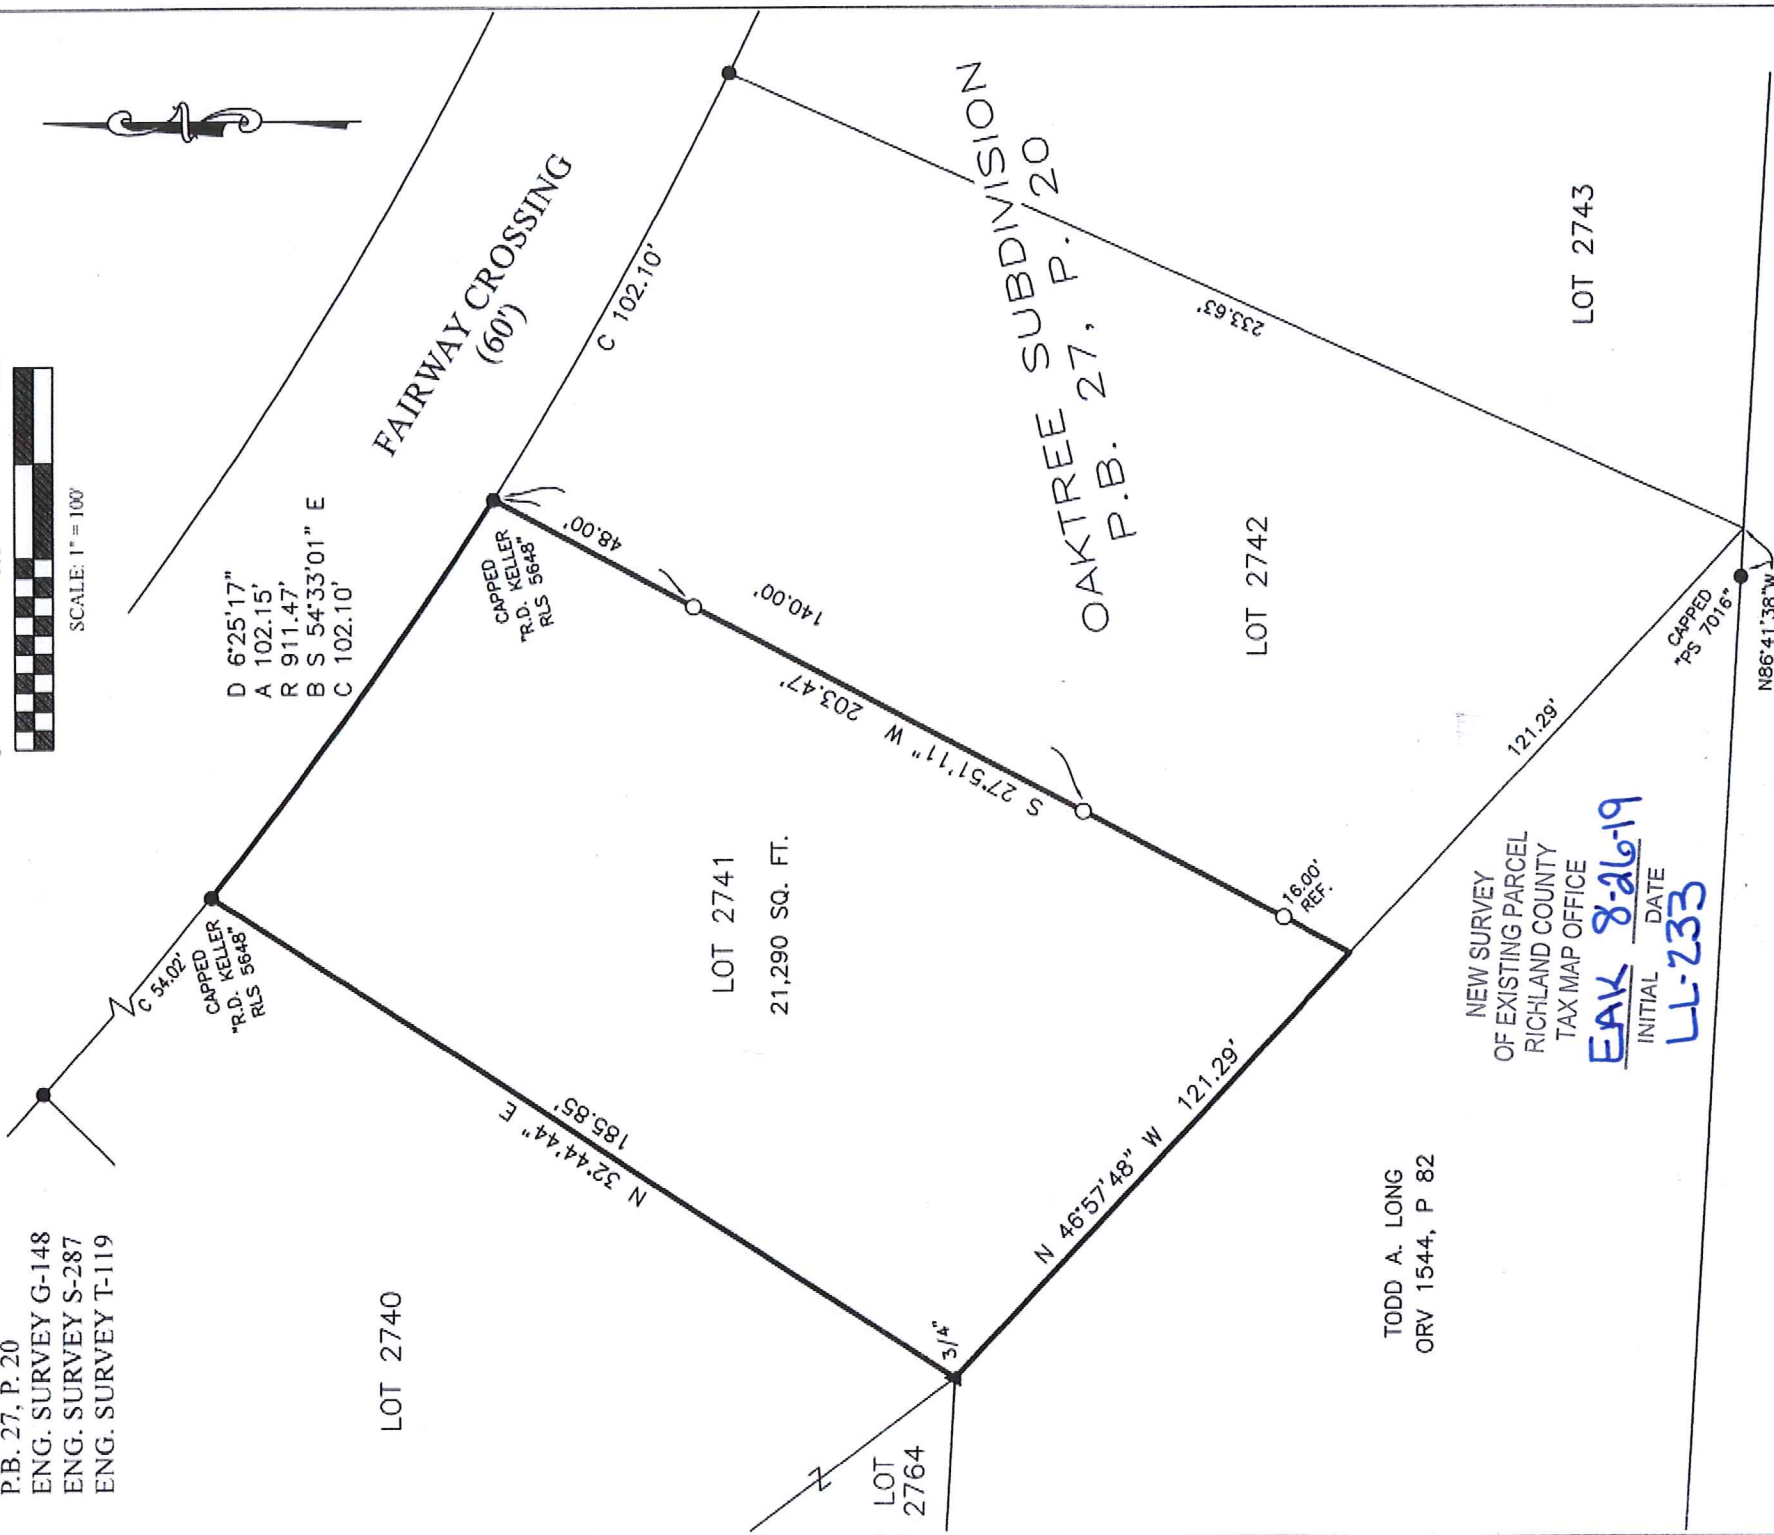 P.B. 27, P. 20
ENG. SURVEY G-148
ENG. SURVEY S-287
ENG. SURVEY T-119
SCALE: 1" = 100'
FAIRWAY CROSSING
(60')
D 6°25'17"
A 102.15'
R 911.47'
B S 54°33'01" E
C 102.10'
C 102.10'
C 54.02'
CAPPED
"R.D. KELLER
RLS 5648"
CAPPED
"R.D. KELLER
RLS 5648"
48.00'
140.00'
203.47'
S 27°51'11" W
16.00'
REF.
N 32°44'44" E
185.85'
LOT 2740
LOT 2741
21,290 SQ. FT.
LOT 2742
OAKTREE SUBDIVISION
P.B. 27, P. 20
233.63'
LOT 2743
3/4"
N 46°57'48" W 121.29'
121.29'
CAPPED
"PS 7016"
N86°41'38"W
LOT
2764
TODD A. LONG
ORV 1544, P 82
NEW SURVEY
OF EXISTING PARCEL
RICHLAND COUNTY
TAX MAP OFFICE
EAK 8-26-19
INITIAL DATE
LL-233